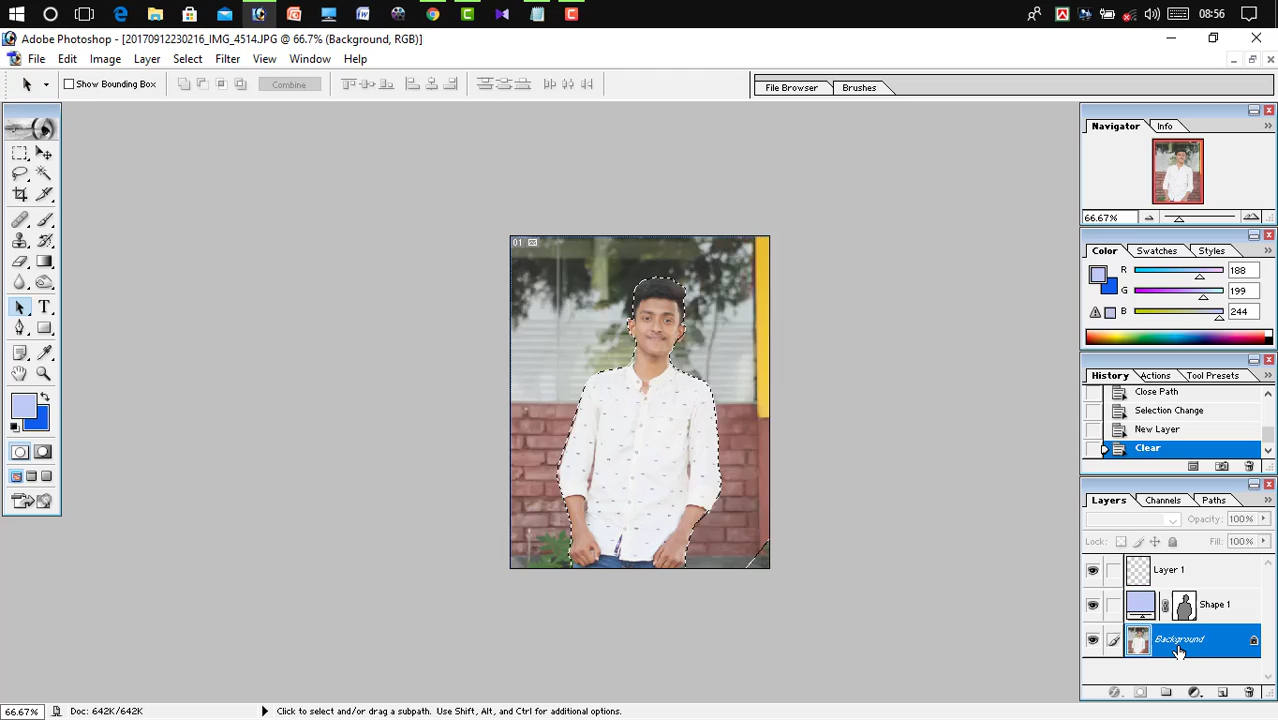 08:56
Adobe Photoshop - [20170912230216_IMG_4514.JPG @ 66.7% (Background, RGB)]
File Edit Image Layer Select Filter View Window Help
Show Bounding Box Combine File Browser Brushes
Navigator Info
66.67%
Color Swatches Styles
R 188
G 199
B 244
History Actions Tool Presets
Close Path
Selection Change
New Layer
Clear
Layers Channels Paths
Opacity: 100%
Lock: Fill: 100%
Layer 1
Shape 1
Background
01
T
66.67% Doc: 642K/642K Click to select and/or drag a subpath. Use Shift, Alt, and Ctrl for additional options.